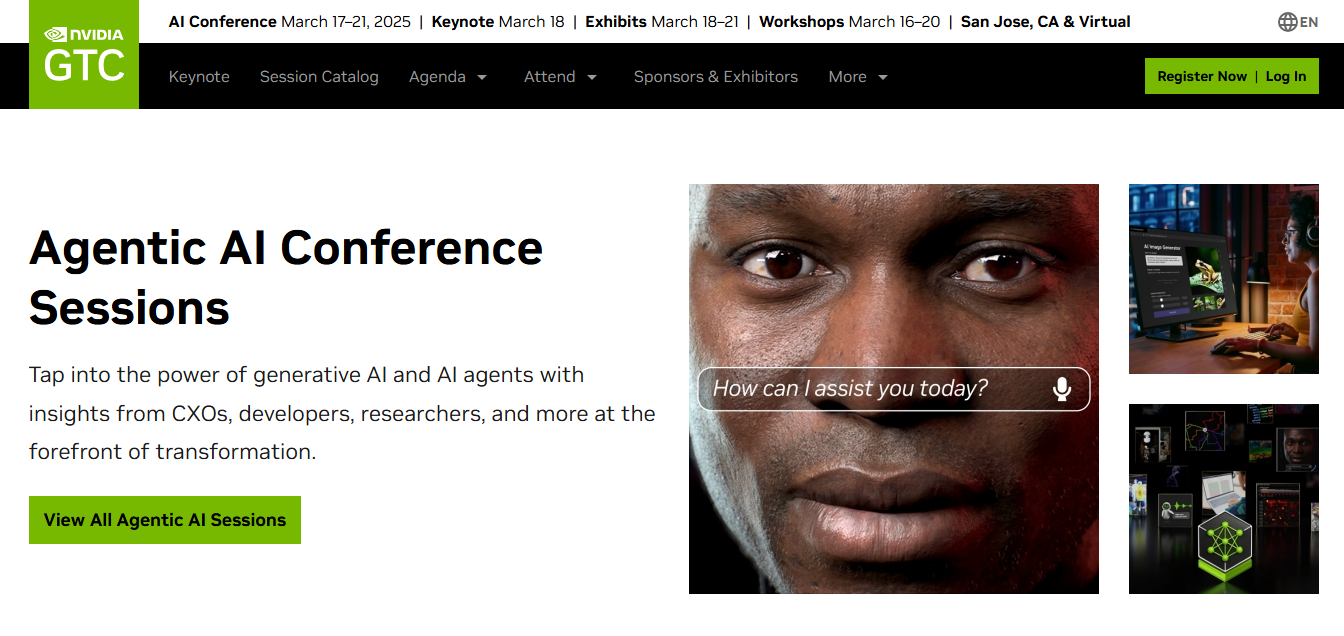 AI Conference March 17–21, 2025 | Keynote March 18 | Exhibits March 18–21 | Workshops March 16–20 | San Jose, CA & Virtual
EN
NVIDIA
GTC
Keynote
Session Catalog
Agenda
Attend
Sponsors & Exhibitors
More
Register Now | Log In
Agentic AI Conference
Sessions
Tap into the power of generative AI and AI agents with
insights from CXOs, developers, researchers, and more at the
forefront of transformation.
View All Agentic AI Sessions
How can I assist you today?
AI Image Generator